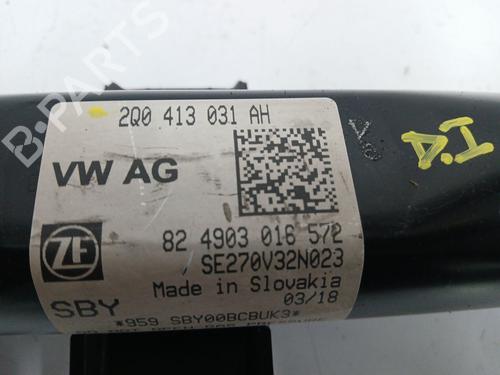 2Q0 413 031 AH
VW AG
ZF
82 4903 016 572
SE270V32N023
Made in Slovakia
03/18
SBY
*959 SBY00BCBUK3*
D.I
B-PARTS